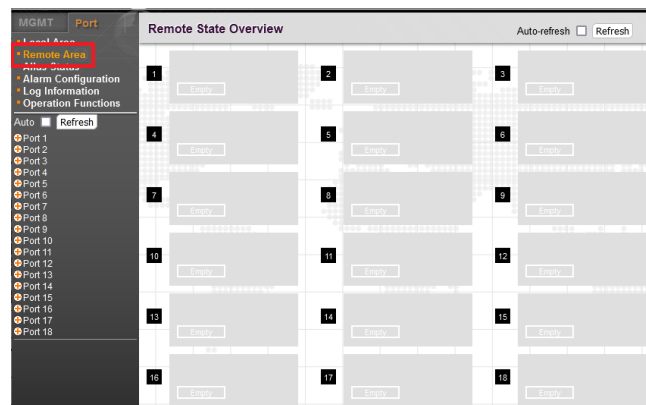 MGMT Port
Local Area
Remote Area
Alias Status
Alarm Configuration
Log Information
Operation Functions
Auto Refresh
Port 1
Port 2
Port 3
Port 4
Port 5
Port 6
Port 7
Port 8
Port 9
Port 10
Port 11
Port 12
Port 13
Port 14
Port 15
Port 16
Port 17
Port 18
Remote State Overview
Auto-refresh Refresh
1 Empty 2 Empty 3 Empty
4 Empty 5 Empty 6 Empty
7 Empty 8 Empty 9 Empty
10 Empty 11 Empty 12 Empty
13 Empty 14 Empty 15 Empty
16 Empty 17 Empty 18 Empty